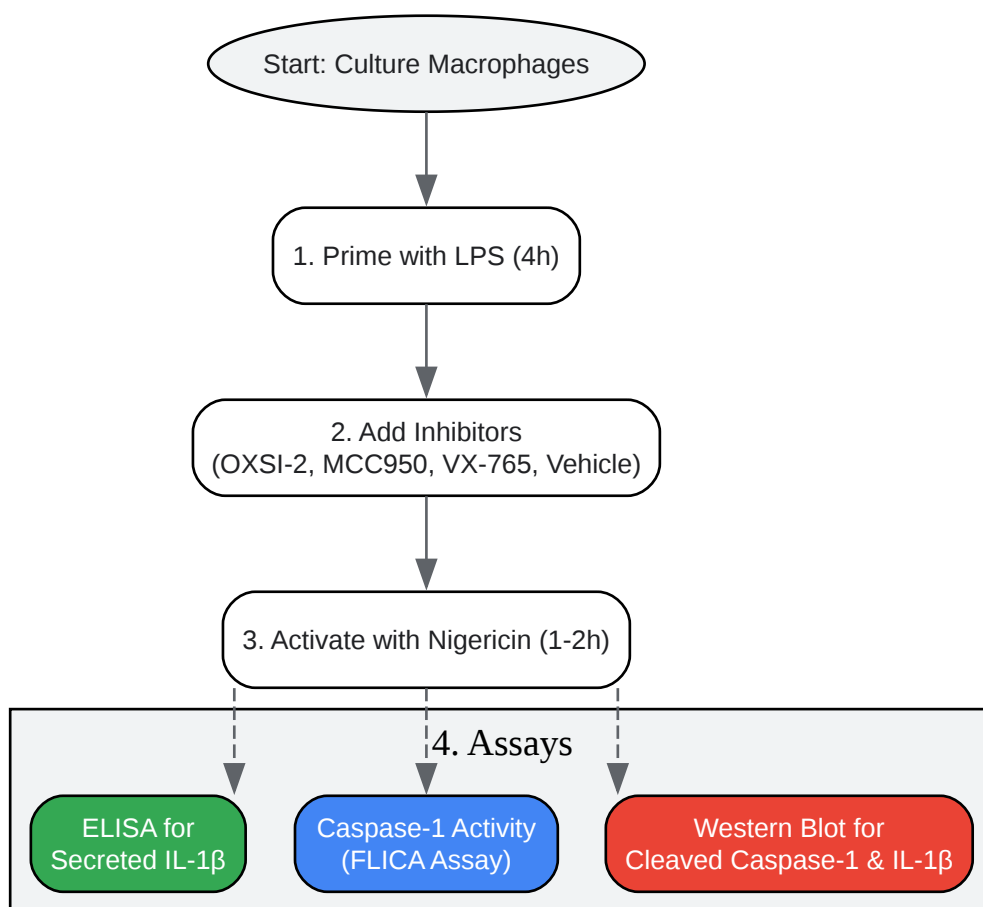 Start: Culture Macrophages
1. Prime with LPS (4h)
2. Add Inhibitors
(OXSI-2, MCC950, VX-765, Vehicle)
3. Activate with Nigericin (1-2h)
4. Assays
ELISA for
Secreted IL-1β
Caspase-1 Activity
(FLICA Assay)
Western Blot for
Cleaved Caspase-1 & IL-1β